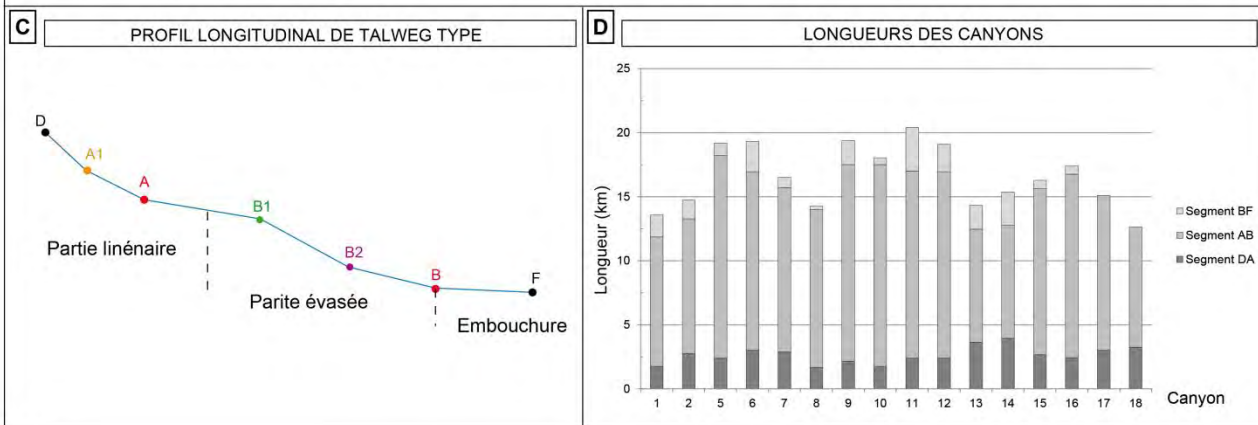 C
PROFIL LONGITUDINAL DE TALWEG TYPE
D
A1
A
B1
B2
B
F
Partie linénaire
Parite évasée
Embouchure
D
LONGUEURS DES CANYONS
25
20
15
10
5
0
Longueur (km)
1 2 5 6 7 8 9 10 11 12 13 14 15 16 17 18
Canyon
Segment BF
Segment AB
Segment DA